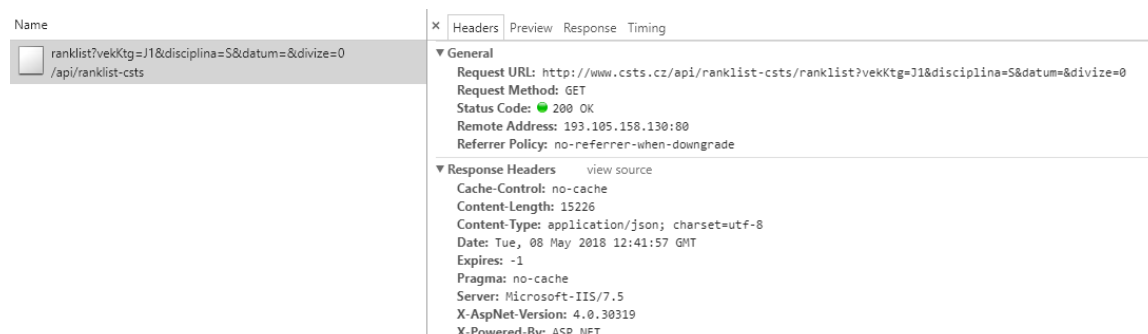 Name
ranklist?vekKtg=J1&disciplina=S&datum=&divize=0
/api/ranklist-csts
× Headers Preview Response Timing
▼ General
Request URL: http://www.csts.cz/api/ranklist-csts/ranklist?vekKtg=J1&disciplina=S&datum=&divize=0
Request Method: GET
Status Code: 200 OK
Remote Address: 193.105.158.130:80
Referrer Policy: no-referrer-when-downgrade
▼ Response Headers view source
Cache-Control: no-cache
Content-Length: 15226
Content-Type: application/json; charset=utf-8
Date: Tue, 08 May 2018 12:41:57 GMT
Expires: -1
Pragma: no-cache
Server: Microsoft-IIS/7.5
X-AspNet-Version: 4.0.30319
X-Powered-By: ASP.NET